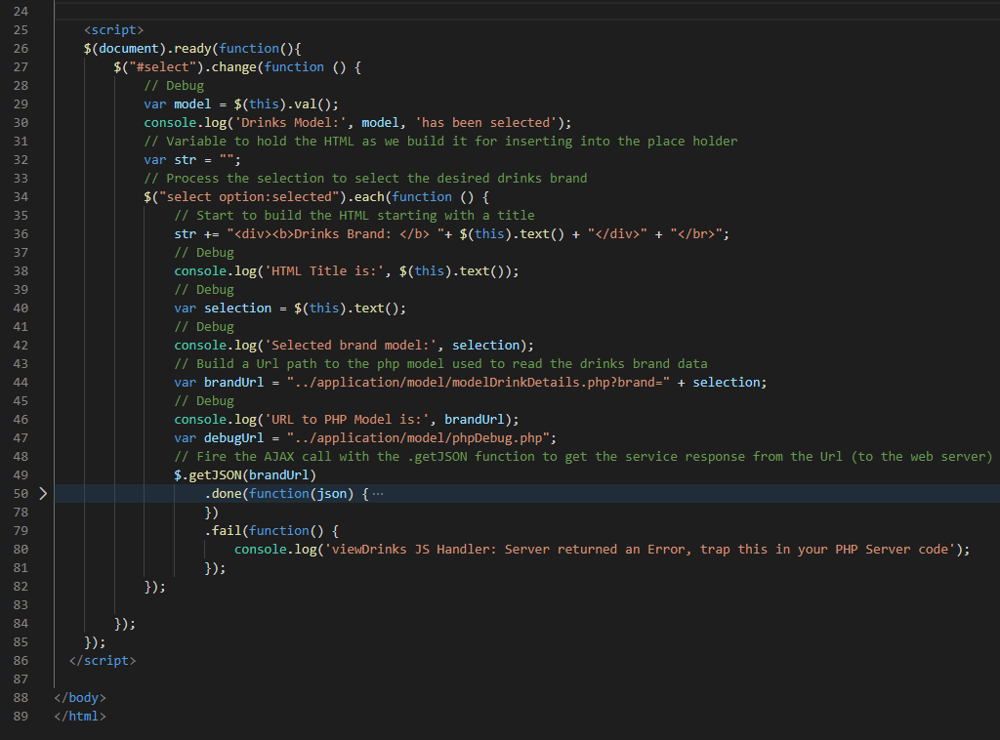 24
25 <script>
26 $(document).ready(function(){
27 $("#select").change(function () {
28 // Debug
29 var model = $(this).val();
30 console.log('Drinks Model:', model, 'has been selected');
31 // Variable to hold the HTML as we build it for inserting into the place holder
32 var str = "";
33 // Process the selection to select the desired drinks brand
34 $("select option:selected").each(function () {
35 // Start to build the HTML starting with a title
36 str += "<div><b>Drinks Brand: </b> "+ $(this).text() + "</div>" + "</br>";
37 // Debug
38 console.log('HTML Title is:', $(this).text());
39 // Debug
40 var selection = $(this).text();
41 // Debug
42 console.log('Selected brand model:', selection);
43 // Build a Url path to the php model used to read the drinks brand data
44 var brandUrl = "../application/model/modelDrinkDetails.php?brand=" + selection;
45 // Debug
46 console.log('URL to PHP Model is:', brandUrl);
47 var debugUrl = "../application/model/phpDebug.php";
48 // Fire the AJAX call with the .getJSON function to get the service response from the Url (to the web server)
49 $.getJSON(brandUrl)
50 .done(function(json) {⋯
78 })
79 .fail(function() {
80 console.log('viewDrinks JS Handler: Server returned an Error, trap this in your PHP Server code');
81 });
82 });
83
84 });
85 });
86 </script>
87
88 </body>
89 </html>